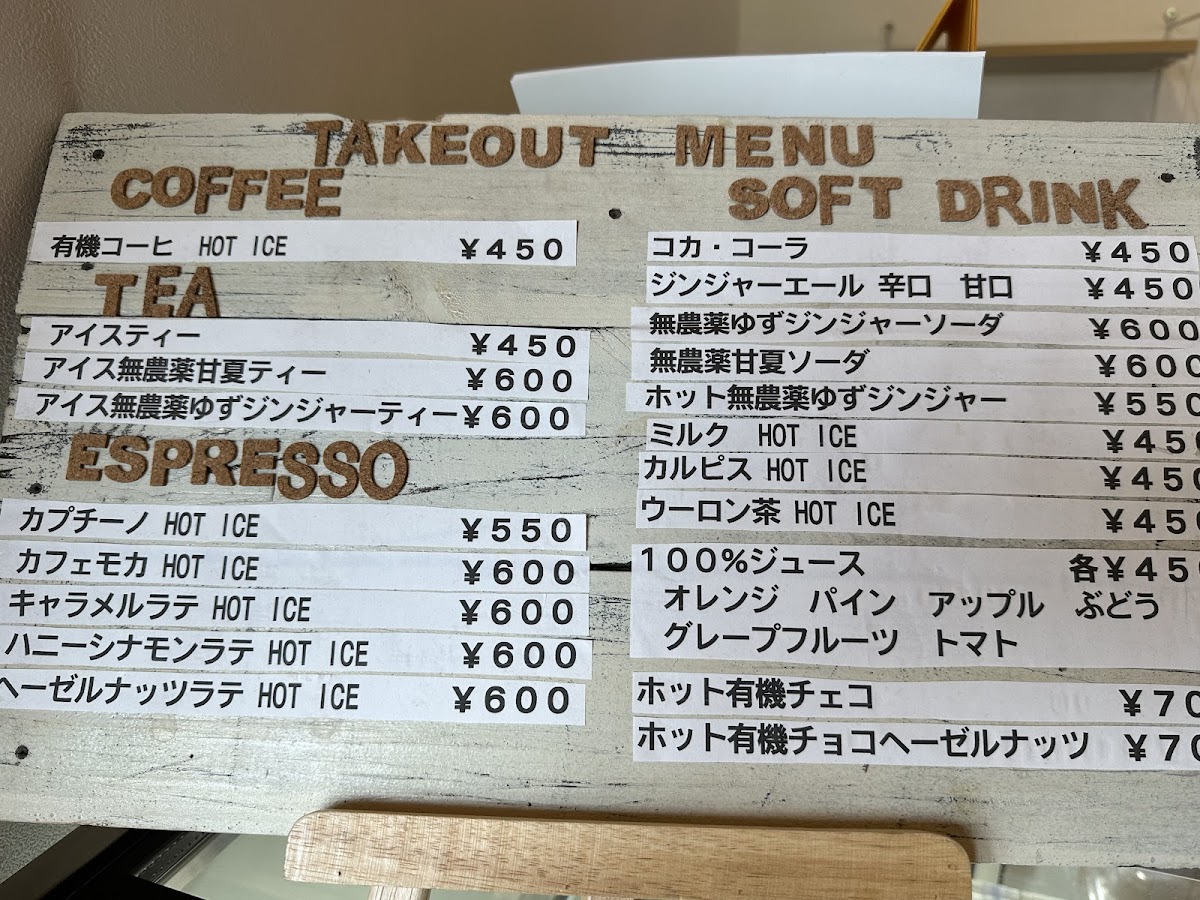 TAKEOUT MENU
COFFEE
有機コーヒ HOT ICE ¥450
TEA
アイスティー ¥450
アイス無農薬甘夏ティー ¥600
アイス無農薬ゆずジンジャーティー ¥600
ESPRESSO
カプチーノ HOT ICE ¥550
カフェモカ HOT ICE ¥600
キャラメルラテ HOT ICE ¥600
ハニーシナモンラテ HOT ICE ¥600
ヘーゼルナッツラテ HOT ICE ¥600
SOFT DRINK
コカ・コーラ ¥450
ジンジャーエール 辛口 甘口 ¥450
無農薬ゆずジンジャーソーダ ¥600
無農薬甘夏ソーダ ¥600
ホット無農薬ゆずジンジャー ¥550
ミルク HOT ICE ¥450
カルピス HOT ICE ¥450
ウーロン茶 HOT ICE ¥450
100%ジュース 各¥450
オレンジ パイン アップル ぶどう
グレープフルーツ トマト
ホット有機チェコ ¥70
ホット有機チョコヘーゼルナッツ ¥70